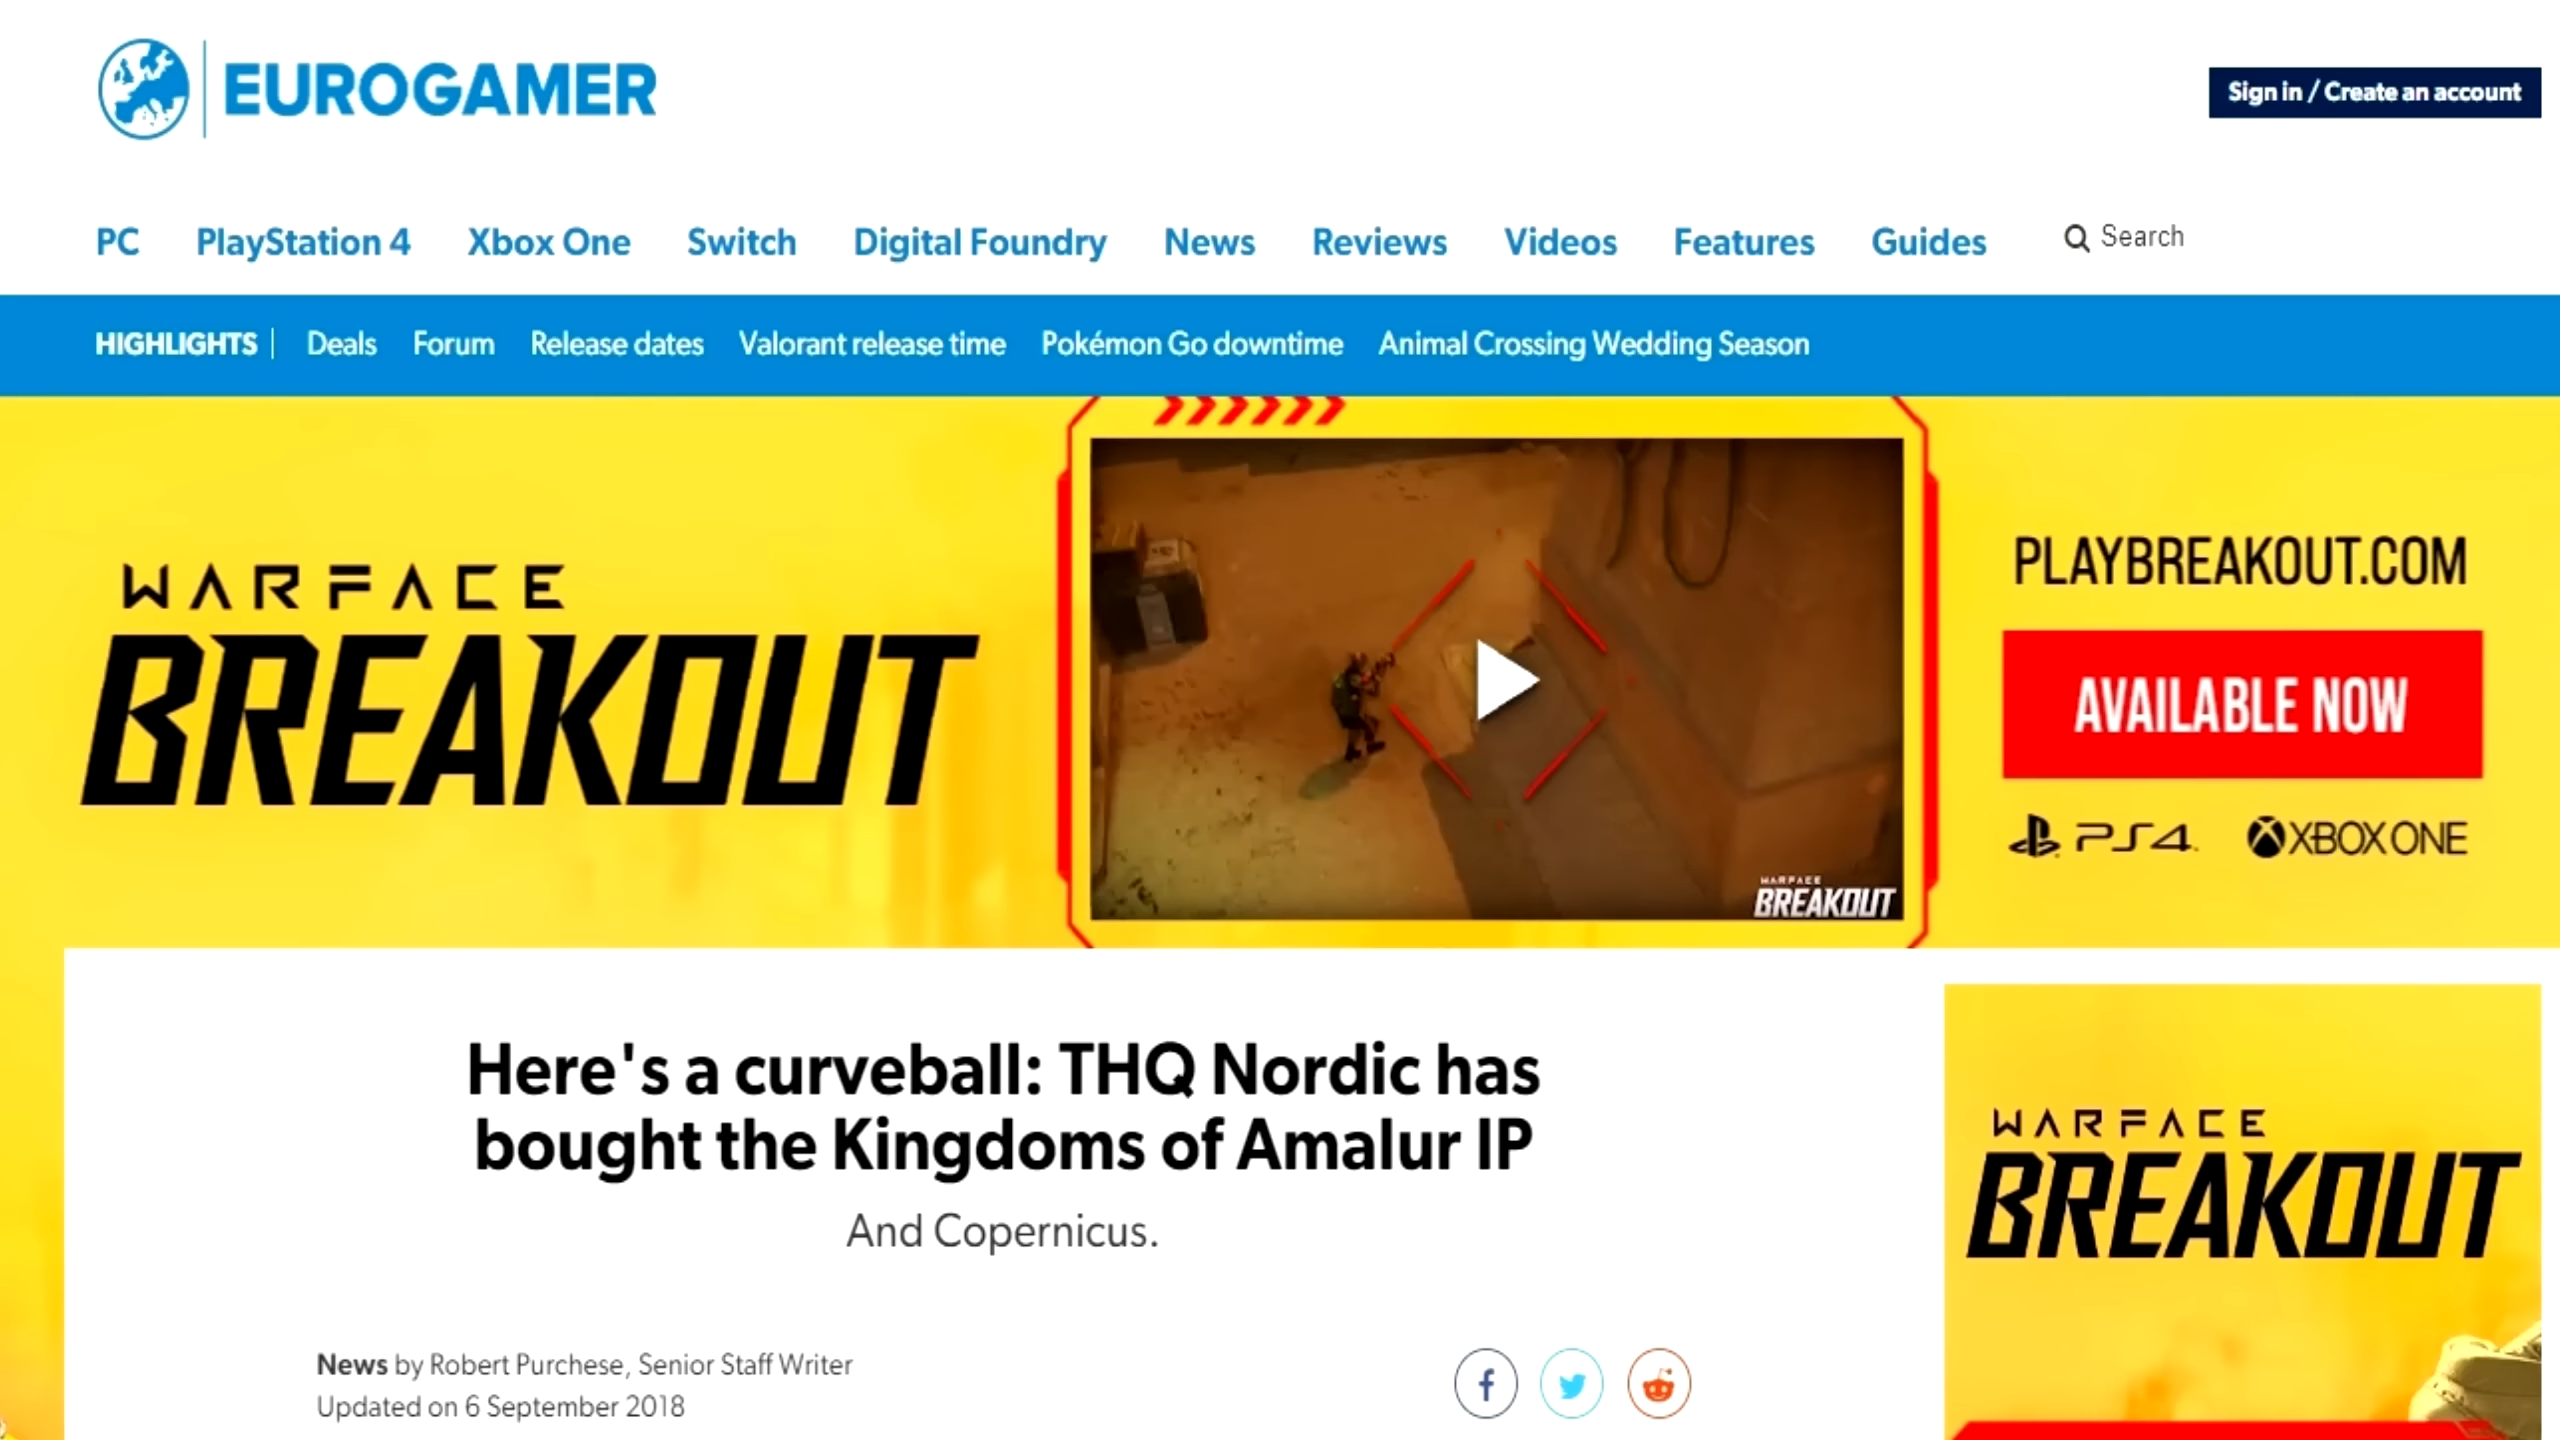 EUROGAMER
Sign in / Create an account
PC PlayStation 4 Xbox One Switch Digital Foundry News Reviews Videos Features Guides Search
HIGHLIGHTS Deals Forum Release dates Valorant release time Pokémon Go downtime Animal Crossing Wedding Season
WARFACE
BREAKOUT
WARFACE
BREAKOUT
PLAYBREAKOUT.COM
AVAILABLE NOW
PS4 XBOX ONE
Here's a curveball: THQ Nordic has
bought the Kingdoms of Amalur IP
And Copernicus.
News by Robert Purchese, Senior Staff Writer
Updated on 6 September 2018
WARFACE
BREAKOUT